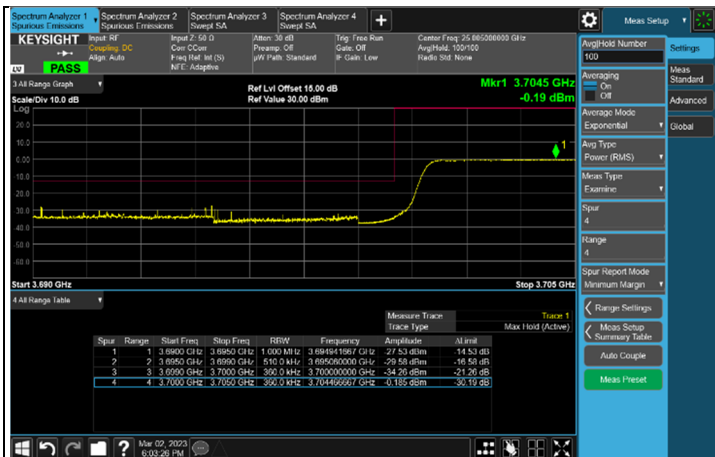 Spectrum Analyzer 1
Spurious Emissions
Spectrum Analyzer 2
Spurious Emissions
Spectrum Analyzer 3
Swept SA
Spectrum Analyzer 4
Swept SA
Meas Setup
KEYSIGHT
PASS
Input: RF
Coupling: DC
Align: Auto
Input Z: 50 Ω
Corr CCorr
Freq Ref: Int (S)
NFE: Adaptive
Atten: 30 dB
Preamp: Off
µW Path: Standard
Trig: Free Run
Gate: Off
IF Gain: Low
Center Freq: 25.005000000 GHz
Avg|Hold: 100/100
Radio Std: None
3 All Range Graph
Scale/Div 10.0 dB
Ref Lvl Offset 15.00 dB
Ref Value 30.00 dBm
Mkr1 3.7045 GHz
-0.19 dBm
Log
20.0
10.0
0.00
-10.0
-20.0
-30.0
-40.0
-50.0
-60.0
1
Start 3.690 GHz
Stop 3.705 GHz
4 All Range Table
Measure Trace Trace 1
Trace Type Max Hold (Active)
Spur Range Start Freq Stop Freq RBW Frequency Amplitude ΔLimit
1 1 3.6900 GHz 3.6950 GHz 1.000 MHz 3.694941667 GHz -27.53 dBm -14.53 dB
2 2 3.6950 GHz 3.6990 GHz 510.0 kHz 3.695060000 GHz -29.58 dBm -16.58 dB
3 3 3.6990 GHz 3.7000 GHz 360.0 kHz 3.700000000 GHz -34.26 dBm -21.26 dB
4 4 3.7000 GHz 3.7050 GHz 360.0 kHz 3.704466667 GHz -0.185 dBm -30.19 dB
Avg|Hold Number
100
Averaging
On
Off
Average Mode
Exponential
Avg Type
Power (RMS)
Meas Type
Examine
Spur
4
Range
4
Spur Report Mode
Minimum Margin
Range Settings
Meas Setup
Summary Table
Auto Couple
Meas Preset
Settings
Meas
Standard
Advanced
Global
Mar 02, 2023
6:03:26 PM